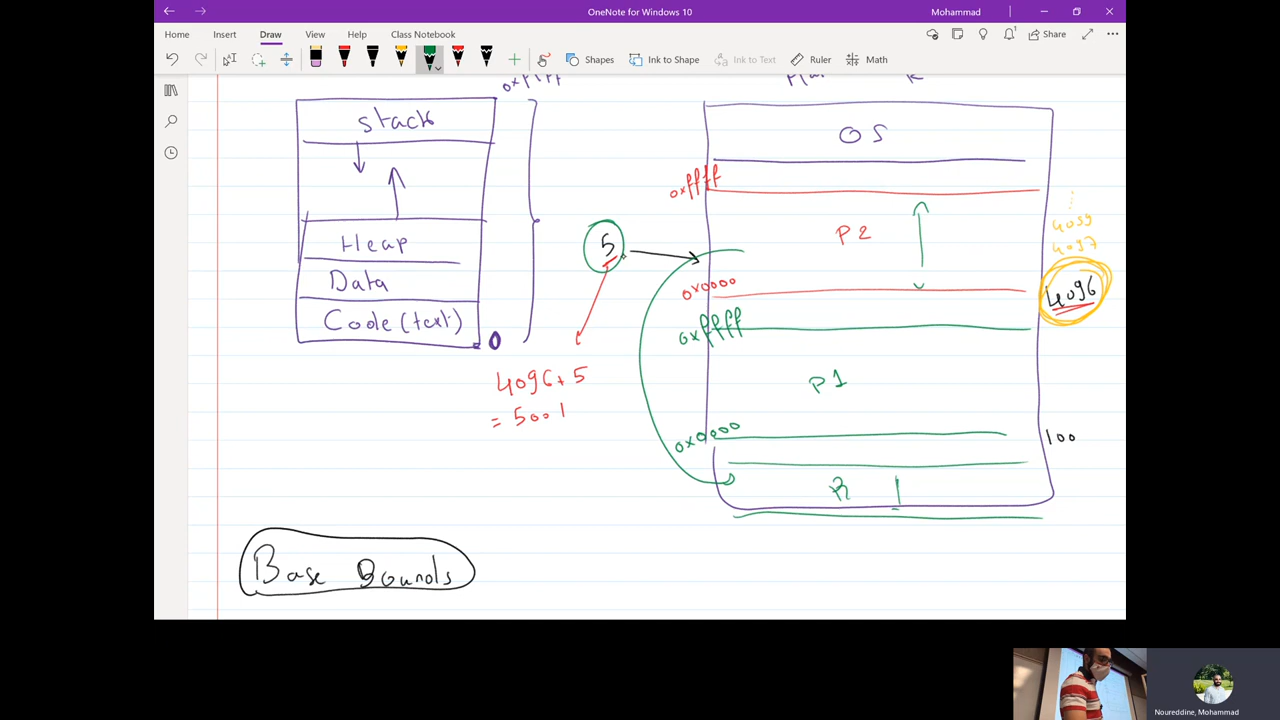 OneNote for Windows 10
Mohammad
Home Insert Draw View Help Class Notebook
Share
Shapes Ink to Shape Ink to Text Ruler Math
0xffff
stack
Heap
Data
Code (text)
0
5
4096 + 5
= 5001
OS
0xffff
P2
0x0000
0xffff
P1
0x0000
4097
4096
100
Base Bounds
Noureddine, Mohammad